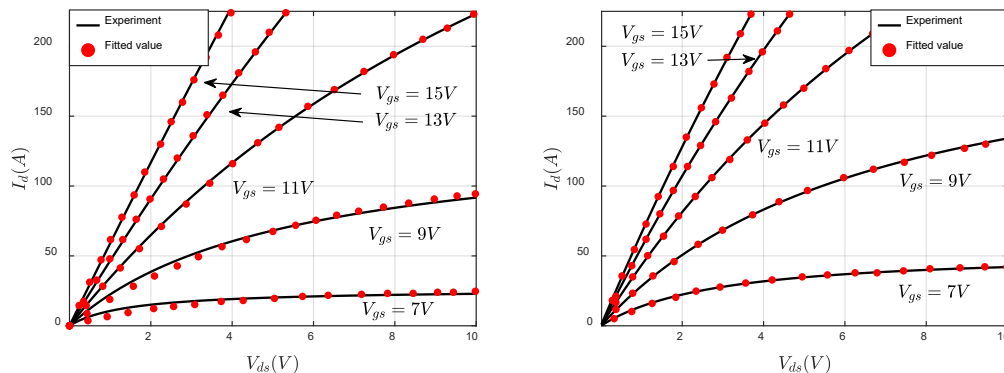 Experiment
Fitted value
V_gs = 15V
V_gs = 13V
V_gs = 11V
V_gs = 9V
V_gs = 7V
200
150
100
50
0
2
4
6
8
10
I_d(A)
V_ds(V)
Experiment
Fitted value
V_gs = 15V
V_gs = 13V
V_gs = 11V
V_gs = 9V
V_gs = 7V
200
150
100
50
0
2
4
6
8
10
I_d(A)
V_ds(V)